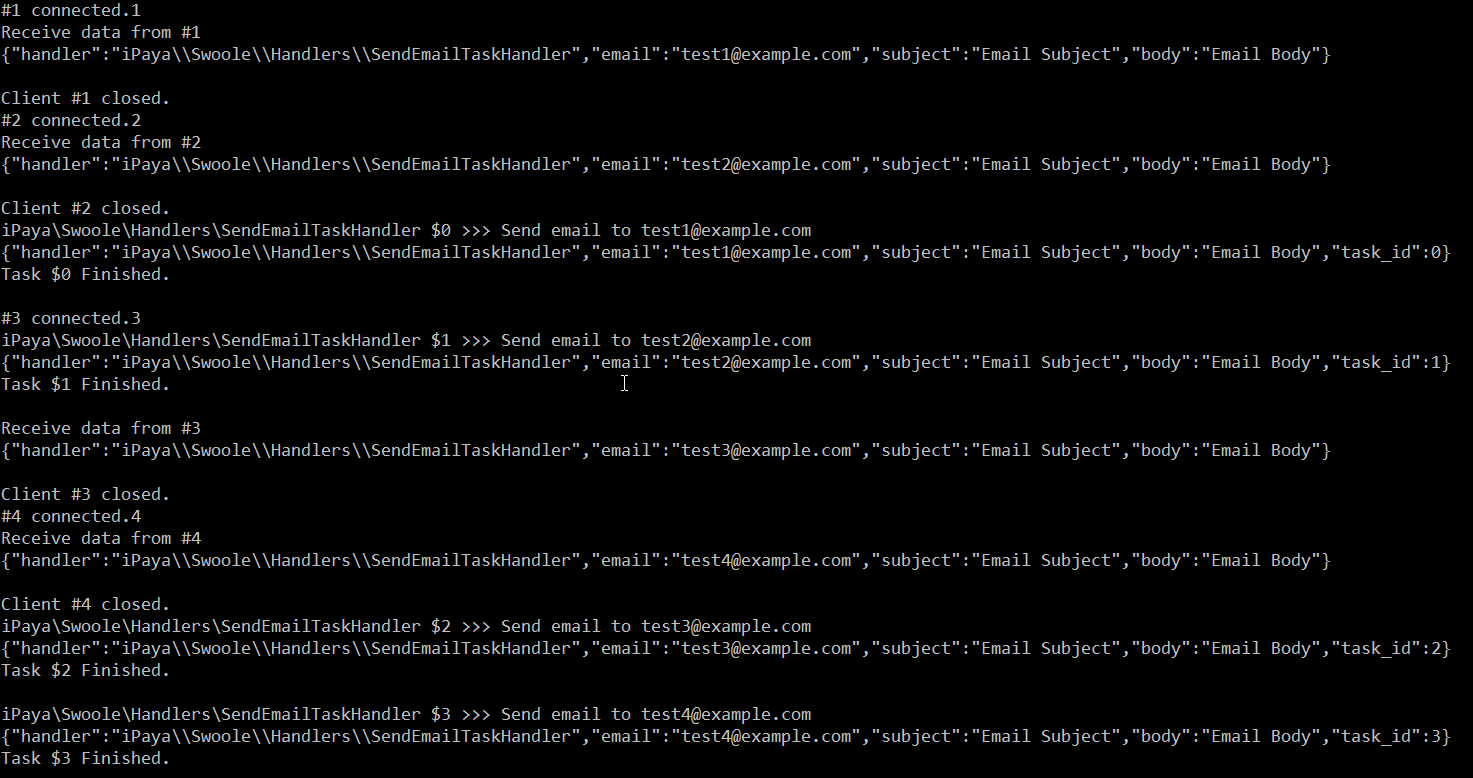 #1 connected.1
Receive data from #1
{"handler":"iPaya\\Swoole\\Handlers\\SendEmailTaskHandler","email":"test1@example.com","subject":"Email Subject","body":"Email Body"}
Client #1 closed.
#2 connected.2
Receive data from #2
{"handler":"iPaya\\Swoole\\Handlers\\SendEmailTaskHandler","email":"test2@example.com","subject":"Email Subject","body":"Email Body"}
Client #2 closed.
iPaya\Swoole\Handlers\SendEmailTaskHandler $0 >>> Send email to test1@example.com
{"handler":"iPaya\\Swoole\\Handlers\\SendEmailTaskHandler","email":"test1@example.com","subject":"Email Subject","body":"Email Body","task_id":0}
Task $0 Finished.
#3 connected.3
iPaya\Swoole\Handlers\SendEmailTaskHandler $1 >>> Send email to test2@example.com
{"handler":"iPaya\\Swoole\\Handlers\\SendEmailTaskHandler","email":"test2@example.com","subject":"Email Subject","body":"Email Body","task_id":1}
Task $1 Finished.
Receive data from #3
{"handler":"iPaya\\Swoole\\Handlers\\SendEmailTaskHandler","email":"test3@example.com","subject":"Email Subject","body":"Email Body"}
Client #3 closed.
#4 connected.4
Receive data from #4
{"handler":"iPaya\\Swoole\\Handlers\\SendEmailTaskHandler","email":"test4@example.com","subject":"Email Subject","body":"Email Body"}
Client #4 closed.
iPaya\Swoole\Handlers\SendEmailTaskHandler $2 >>> Send email to test3@example.com
{"handler":"iPaya\\Swoole\\Handlers\\SendEmailTaskHandler","email":"test3@example.com","subject":"Email Subject","body":"Email Body","task_id":2}
Task $2 Finished.
iPaya\Swoole\Handlers\SendEmailTaskHandler $3 >>> Send email to test4@example.com
{"handler":"iPaya\\Swoole\\Handlers\\SendEmailTaskHandler","email":"test4@example.com","subject":"Email Subject","body":"Email Body","task_id":3}
Task $3 Finished.